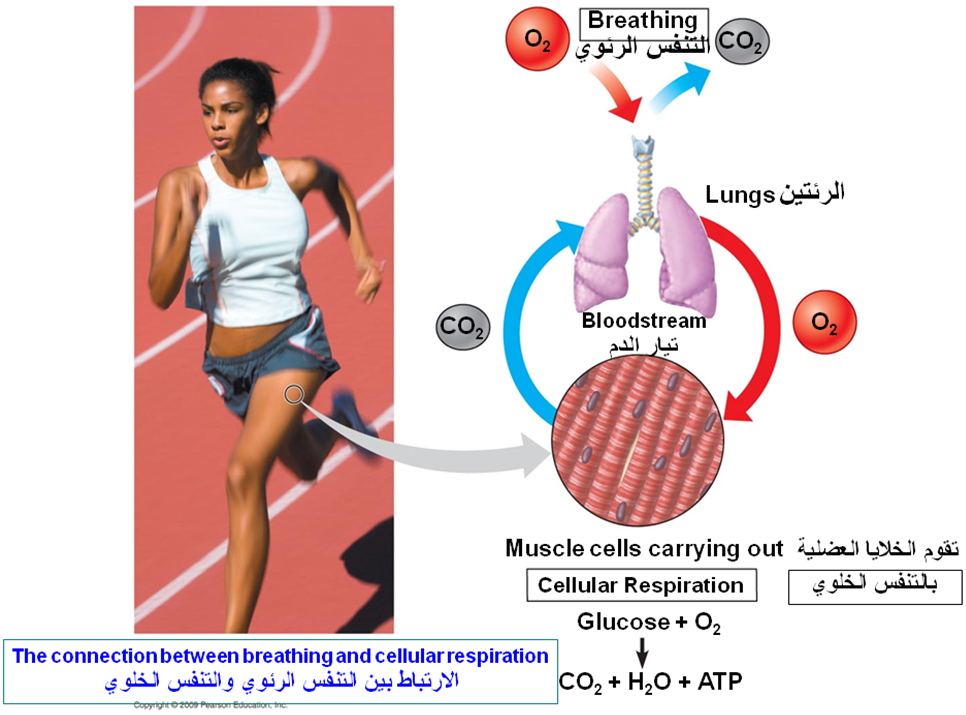 O₂
Breathing
التنفس الرئوي
CO₂
Lungs الرئتين
CO₂
O₂
Bloodstream
تيار الدم
Muscle cells carrying out تقوم الخلايا العضلية
Cellular Respiration بالتنفس الخلوي
Glucose + O₂
CO₂ + H₂O + ATP
The connection between breathing and cellular respiration
الارتباط بين التنفس الرئوي والتنفس الخلوي
Copyright © 2009 Pearson Education, Inc.